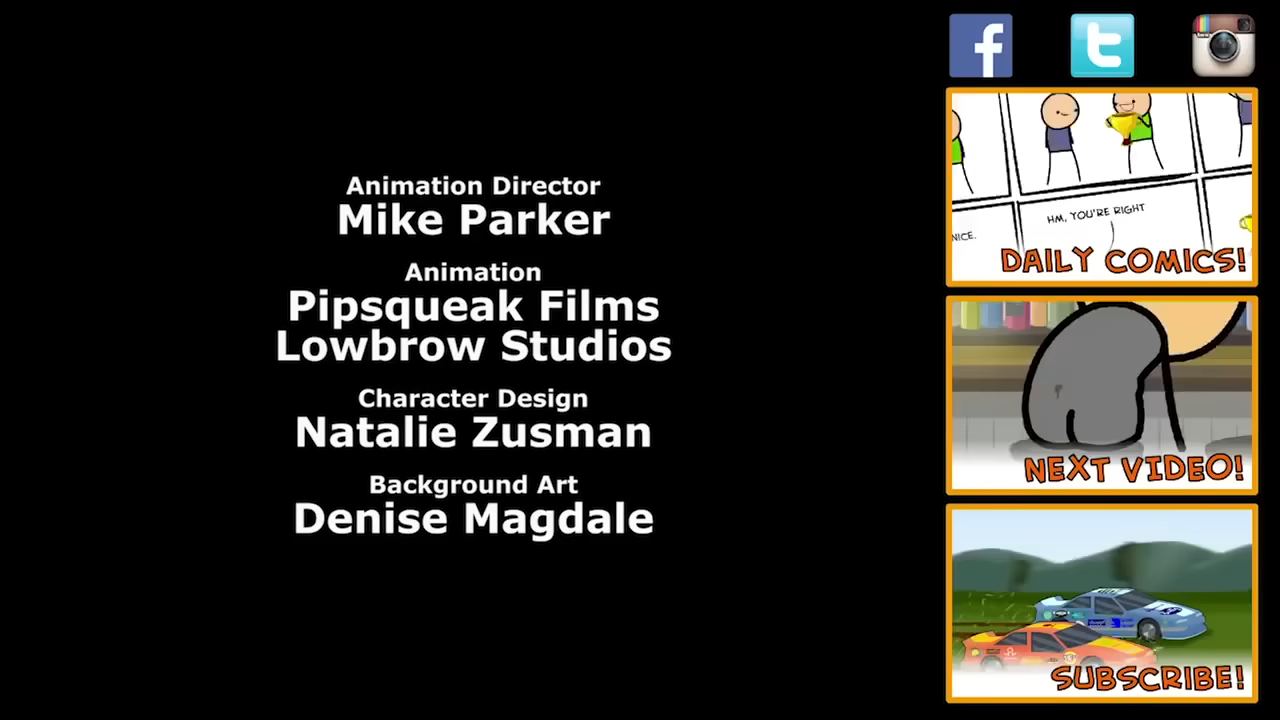 Animation Director
Mike Parker
Animation
Pipsqueak Films
Lowbrow Studios
Character Design
Natalie Zusman
Background Art
Denise Magdale
NICE.
HM, YOU'RE RIGHT
DAILY COMICS!
NEXT VIDEO!
SUBSCRIBE!